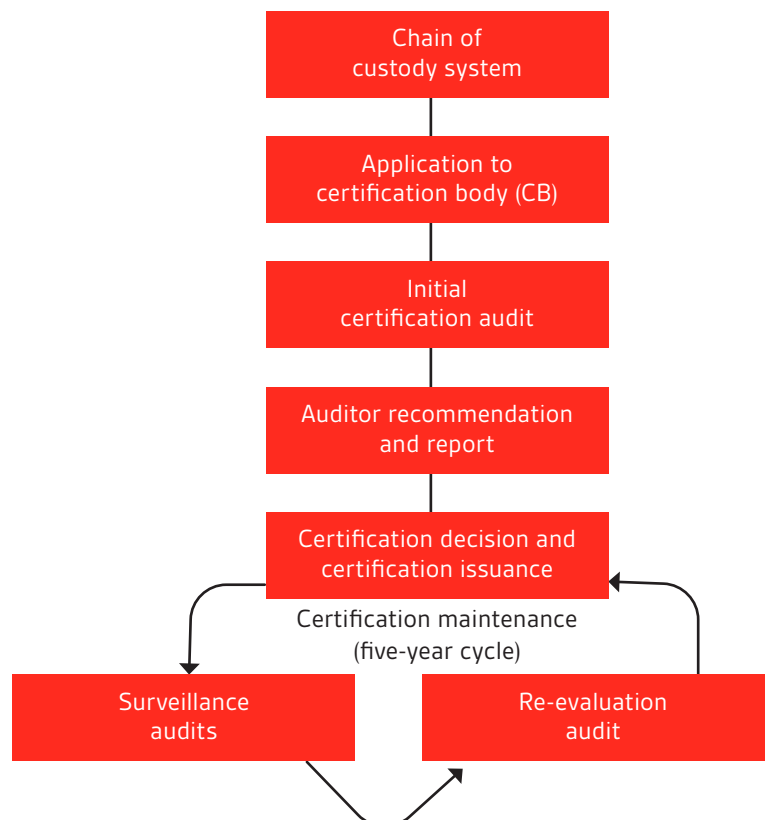 Chain of
custody system
Application to
certification body (CB)
Initial
certification audit
Auditor recommendation
and report
Certification decision and
certification issuance
Certification maintenance
(five-year cycle)
Surveillance
audits
Re-evaluation
audit